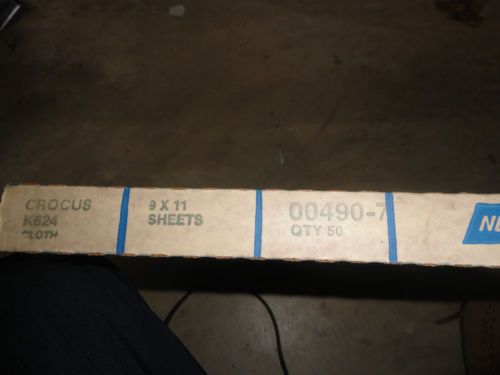 CROCUS
K624
CLOTH
9 X 11
SHEETS
00490-7
QTY 50